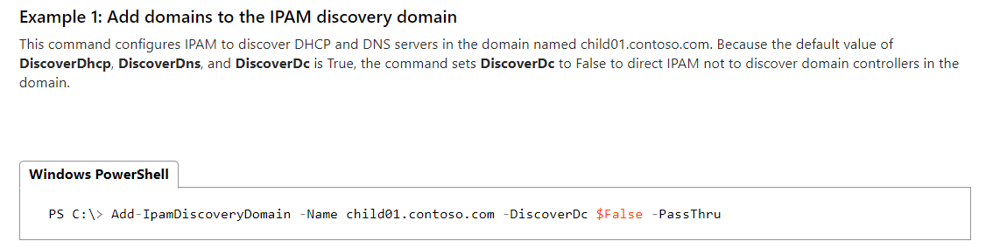 Example 1: Add domains to the IPAM discovery domain
This command configures IPAM to discover DHCP and DNS servers in the domain named child01.contoso.com. Because the default value of
DiscoverDhcp, DiscoverDns, and DiscoverDc is True, the command sets DiscoverDc to False to direct IPAM not to discover domain controllers in the
domain.
Windows PowerShell
PS C:\> Add-IpamDiscoveryDomain -Name child01.contoso.com -DiscoverDc $False -PassThru